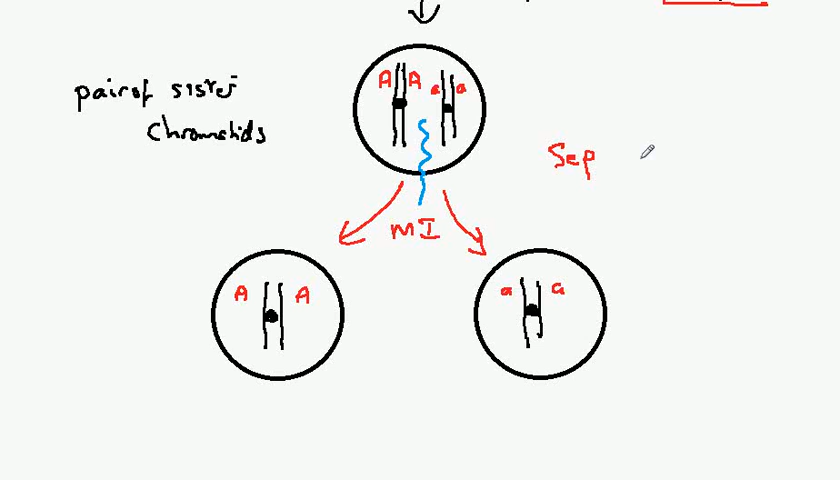 A A a a
pair of sister
chromatids
Sep
MI
A A a a